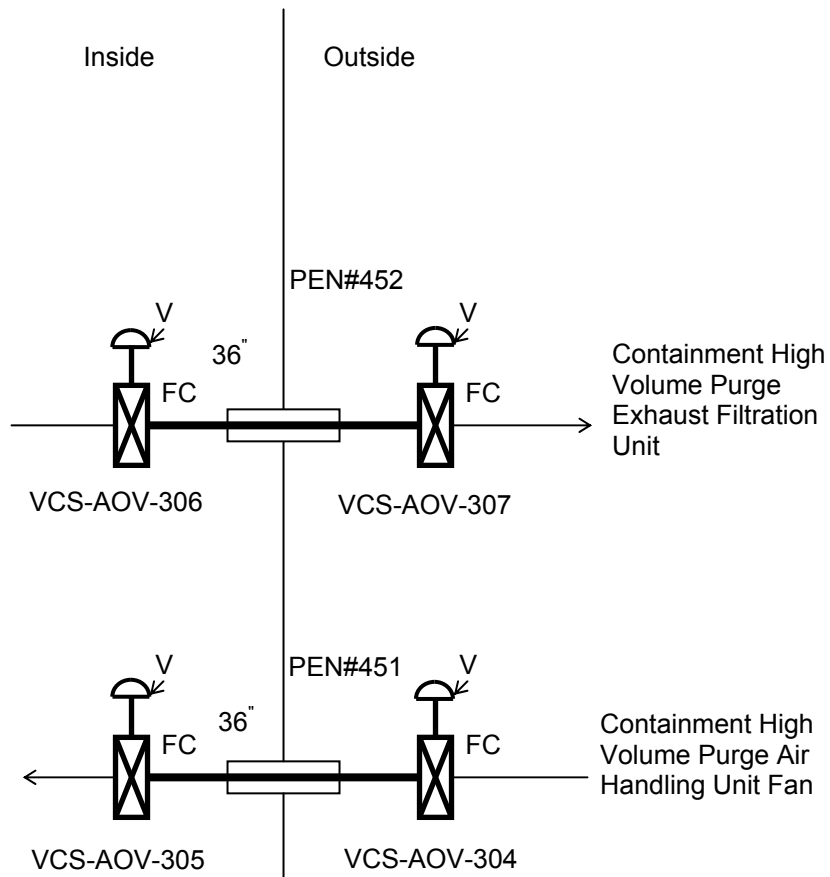 Inside
Outside
PEN#452
V
V
36"
FC
FC
Containment High
Volume Purge
Exhaust Filtration
Unit
VCS-AOV-306
VCS-AOV-307
PEN#451
V
V
36"
FC
FC
Containment High
Volume Purge Air
Handling Unit Fan
VCS-AOV-305
VCS-AOV-304